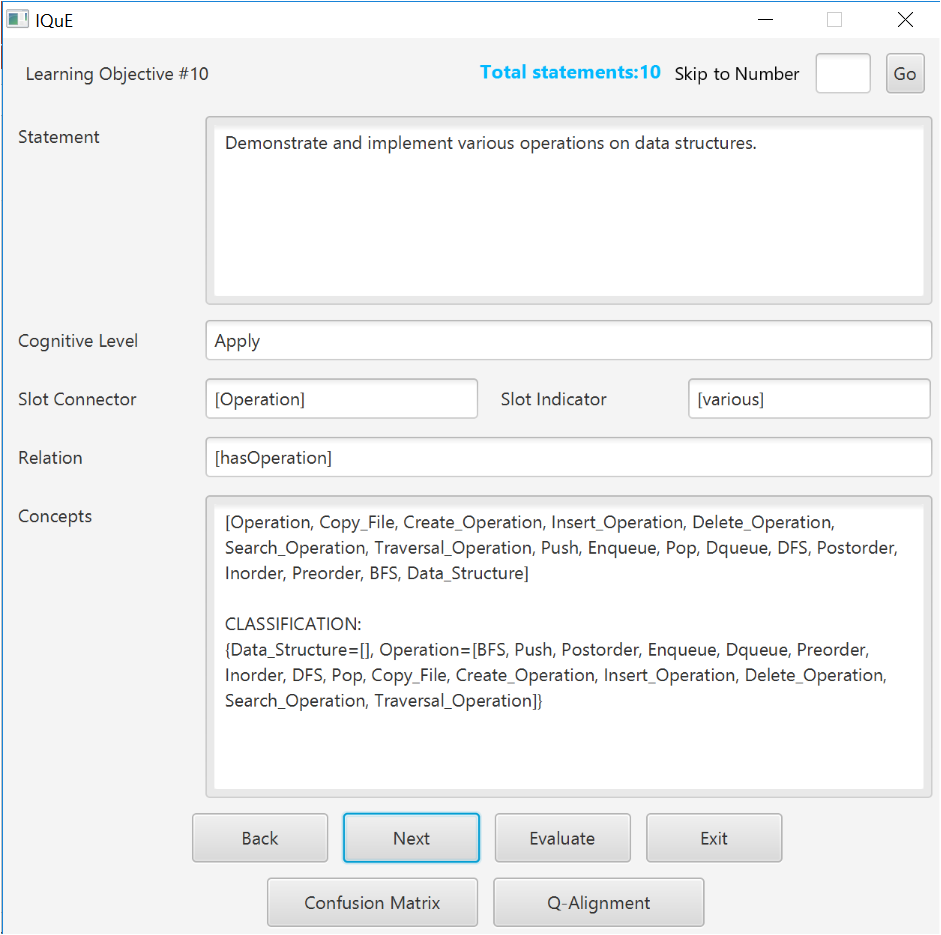 IQuE
Learning Objective #10 Total statements:10 Skip to Number Go
Statement
Demonstrate and implement various operations on data structures.
Cognitive Level Apply
Slot Connector [Operation] Slot Indicator [various]
Relation [hasOperation]
Concepts
[Operation, Copy_File, Create_Operation, Insert_Operation, Delete_Operation,
Search_Operation, Traversal_Operation, Push, Enqueue, Pop, Dqueue, DFS, Postorder,
Inorder, Preorder, BFS, Data_Structure]
CLASSIFICATION:
{Data_Structure=[], Operation=[BFS, Push, Postorder, Enqueue, Dqueue, Preorder,
Inorder, DFS, Pop, Copy_File, Create_Operation, Insert_Operation, Delete_Operation,
Search_Operation, Traversal_Operation]}
Back Next Evaluate Exit
Confusion Matrix Q-Alignment